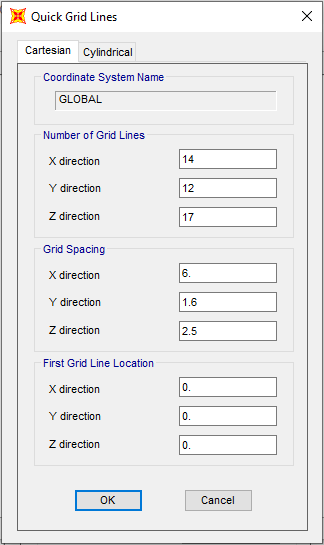 Quick Grid Lines
Cartesian Cylindrical
Coordinate System Name
GLOBAL
Number of Grid Lines
X direction 14
Y direction 12
Z direction 17
Grid Spacing
X direction 6.
Y direction 1.6
Z direction 2.5
First Grid Line Location
X direction 0.
Y direction 0.
Z direction 0.
OK Cancel